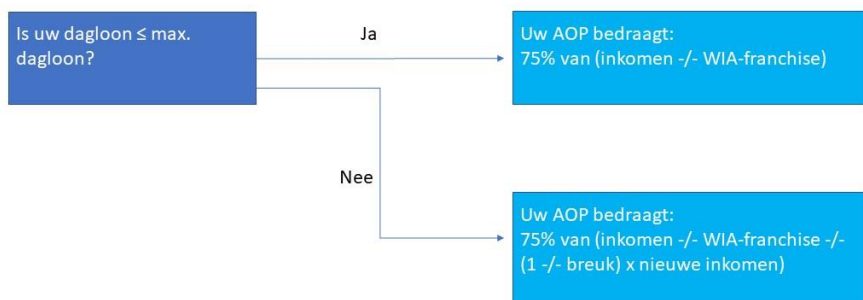 Is uw dagloon ≤ max.
dagloon?
Ja
Uw AOP bedraagt:
75% van (inkomen -/- WIA-franchise)
Nee
Uw AOP bedraagt:
75% van (inkomen -/- WIA-franchise -/-
(1 -/- breuk) x nieuwe inkomen)